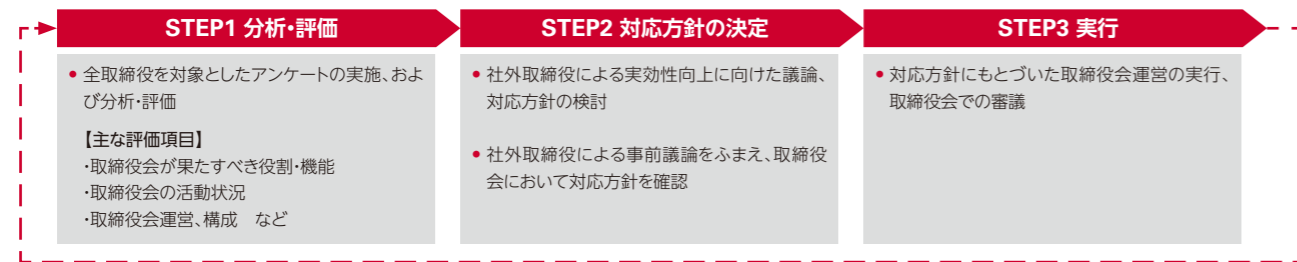 STEP1 分析・評価
• 全取締役を対象としたアンケートの実施、およ
び分析・評価
【主な評価項目】
・取締役会が果たすべき役割・機能
・取締役会の活動状況
・取締役会運営、構成　など
STEP2 対応方針の決定
• 社外取締役による実効性向上に向けた議論、
対応方針の検討
• 社外取締役による事前議論をふまえ、取締役
会において対応方針を確認
STEP3 実行
• 対応方針にもとづいた取締役会運営の実行、
取締役会での審議